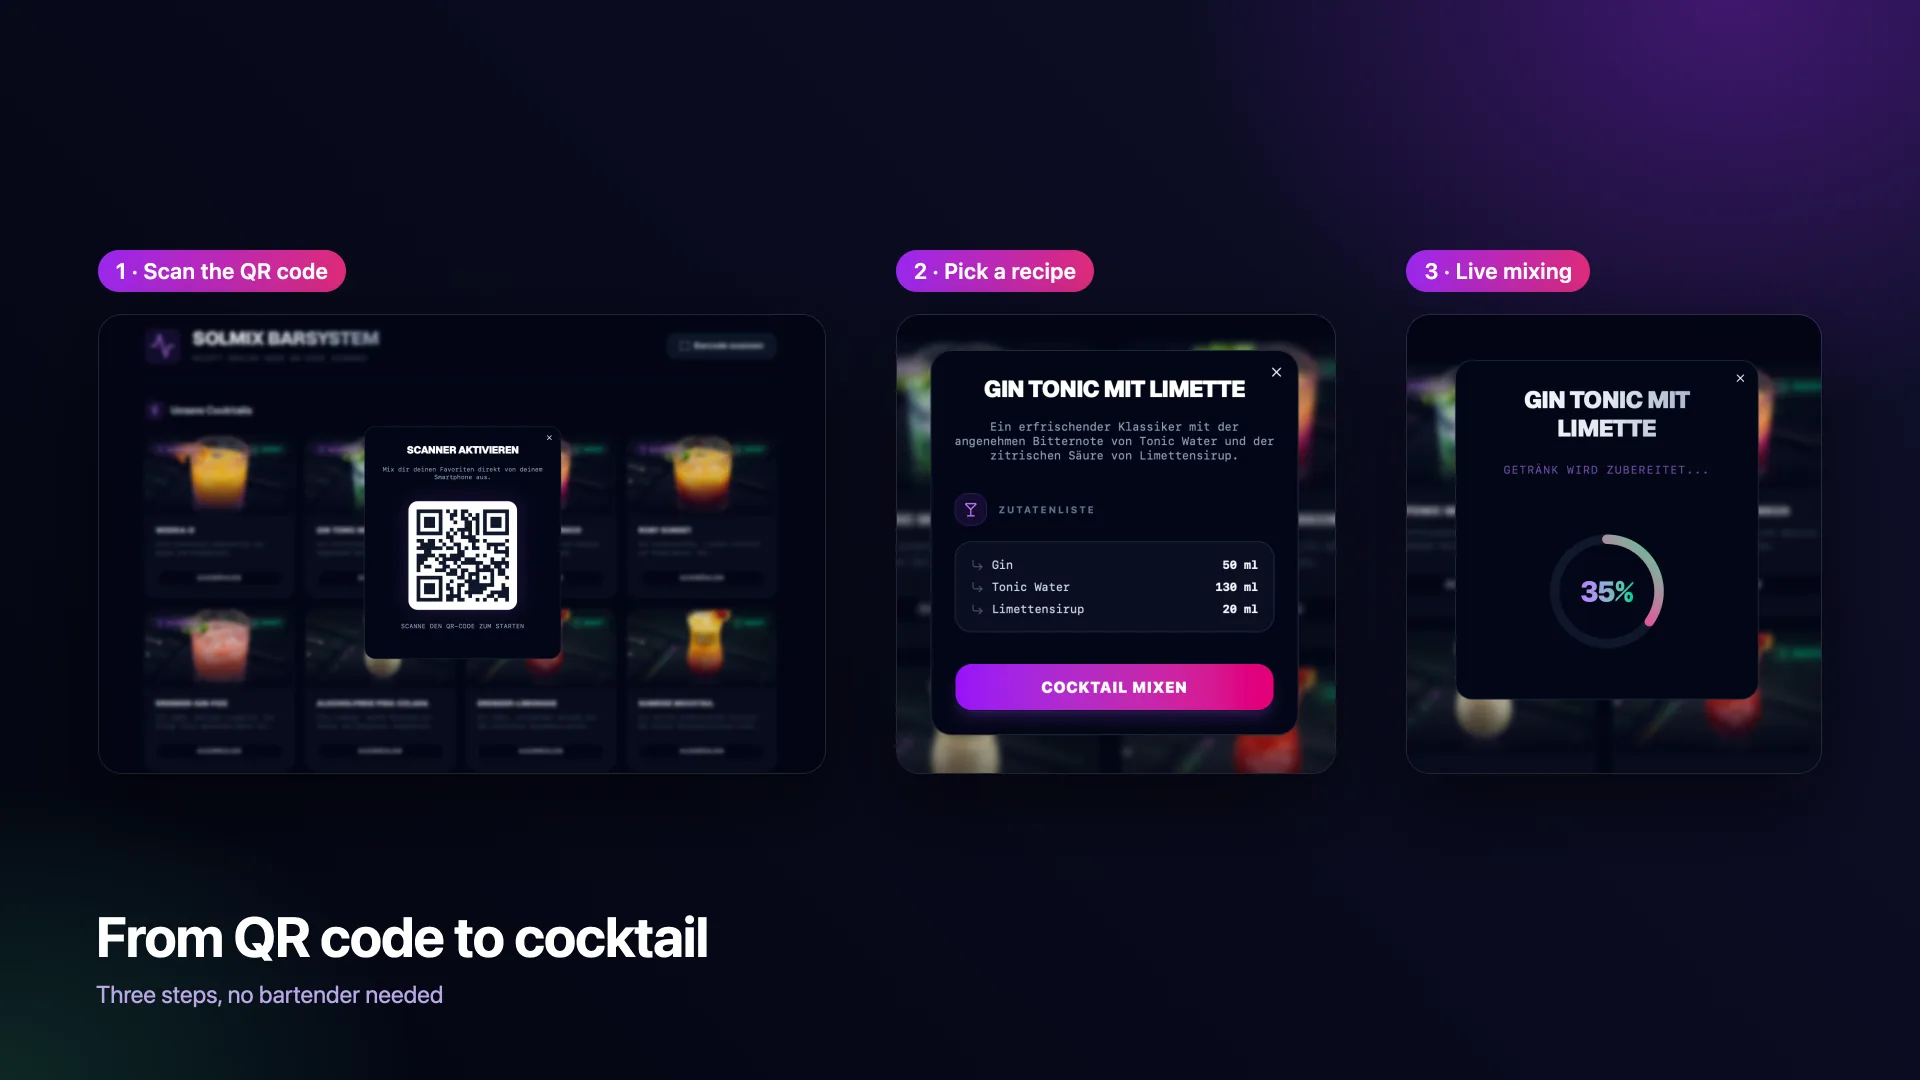 1 · Scan the QR code
SOLMIX BARSYSTEM
Barcode scannen
Unsere Cocktails
SCANNER AKTIVIEREN
Mix dir deinen Favoriten direkt von deinem
Smartphone aus.
SCANNE DEN QR-CODE ZUM STARTEN
2 · Pick a recipe
GIN TONIC MIT LIMETTE
Ein erfrischender Klassiker mit der
angenehmen Bitternote von Tonic Water und der
zitrischen Säure von Limettensirup.
ZUTATENLISTE
Gin 50 ml
Tonic Water 130 ml
Limettensirup 20 ml
COCKTAIL MIXEN
3 · Live mixing
GIN TONIC MIT
LIMETTE
GETRÄNK WIRD ZUBEREITET...
35%
From QR code to cocktail
Three steps, no bartender needed